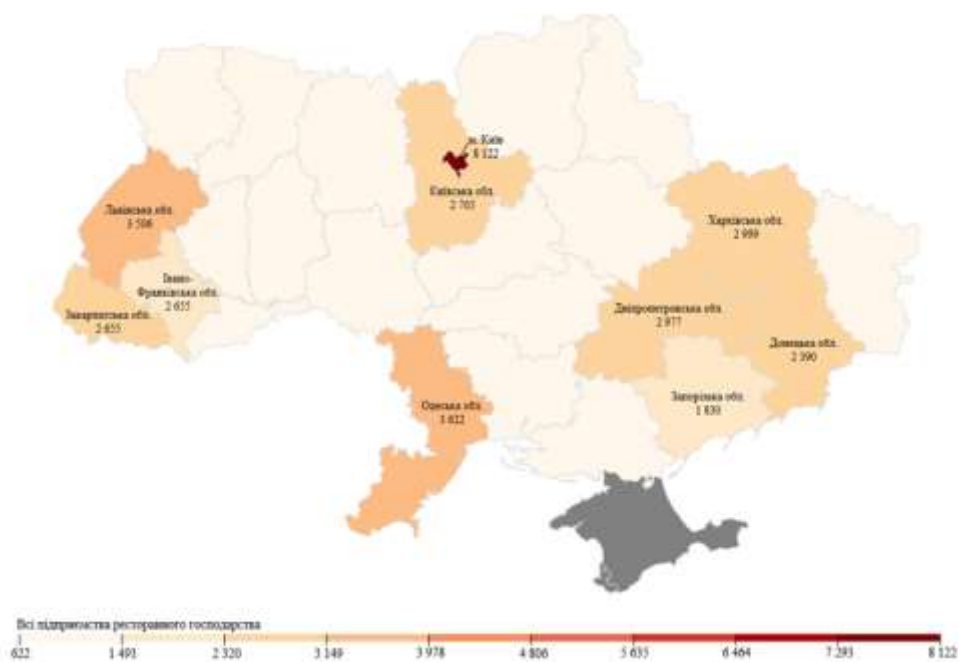 м. Київ
8 122
Київська обл.
2 703
Львівська обл.
3 506
Івано-
Франківська обл.
2 655
Закарпатська обл.
2 655
Харківська обл.
2 999
Дніпропетровська обл.
2 977
Донецька обл.
2 390
Запорізька обл.
1 830
Одеська обл.
3 622
Всі підприємства ресторанного господарства
622 1 491 2 320 3 149 3 978 4 806 5 635 6 464 7 293 8 122